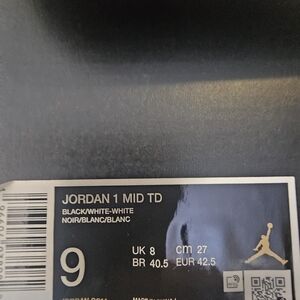 JORDAN 1 MID TD
BLACK/WHITE-WHITE
NOIR/BLANC/BLANC
9
UK 8 cm 27
BR 40.5 EUR 42.5